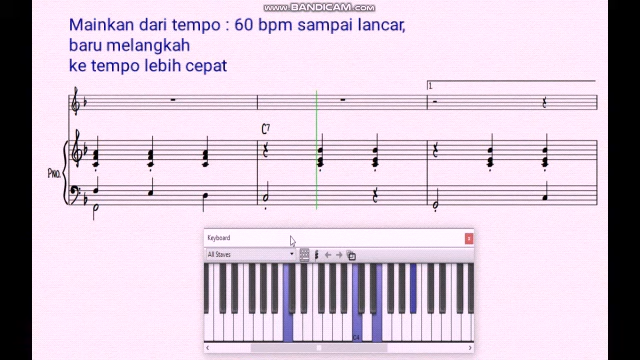 www.BANDICAM.com
Mainkan dari tempo : 60 bpm sampai lancar,
baru melangkah
ke tempo lebih cepat
1
C7
PNO.
Keyboard
All Staves
C4